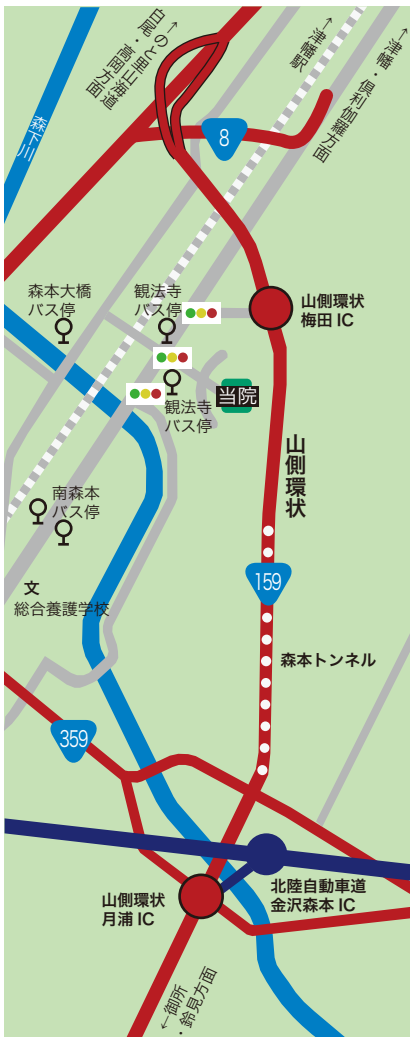 ←のと里山海道
白尾・高岡方面
←津幡駅
←津幡・倶利伽羅方面
森下川
8
森本大橋
バス停
観法寺
バス停
山側環状
梅田 IC
当院
観法寺
バス停
山側環状
南森本
バス停
159
文
総合養護学校
森本トンネル
359
北陸自動車道
金沢森本 IC
山側環状
月浦 IC
←御所
・鈴見方面